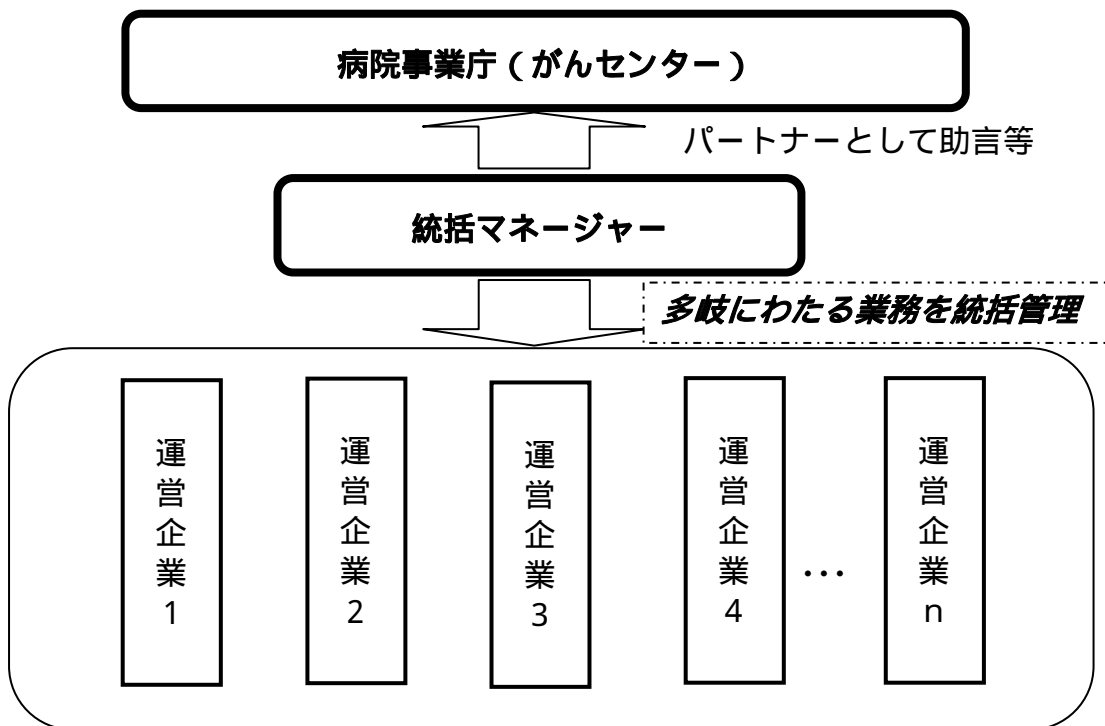 病院事業庁（がんセンター）
パートナーとして助言等
統括マネージャー
多岐にわたる業務を統括管理
運営企業1
運営企業2
運営企業3
運営企業4
…
運営企業n